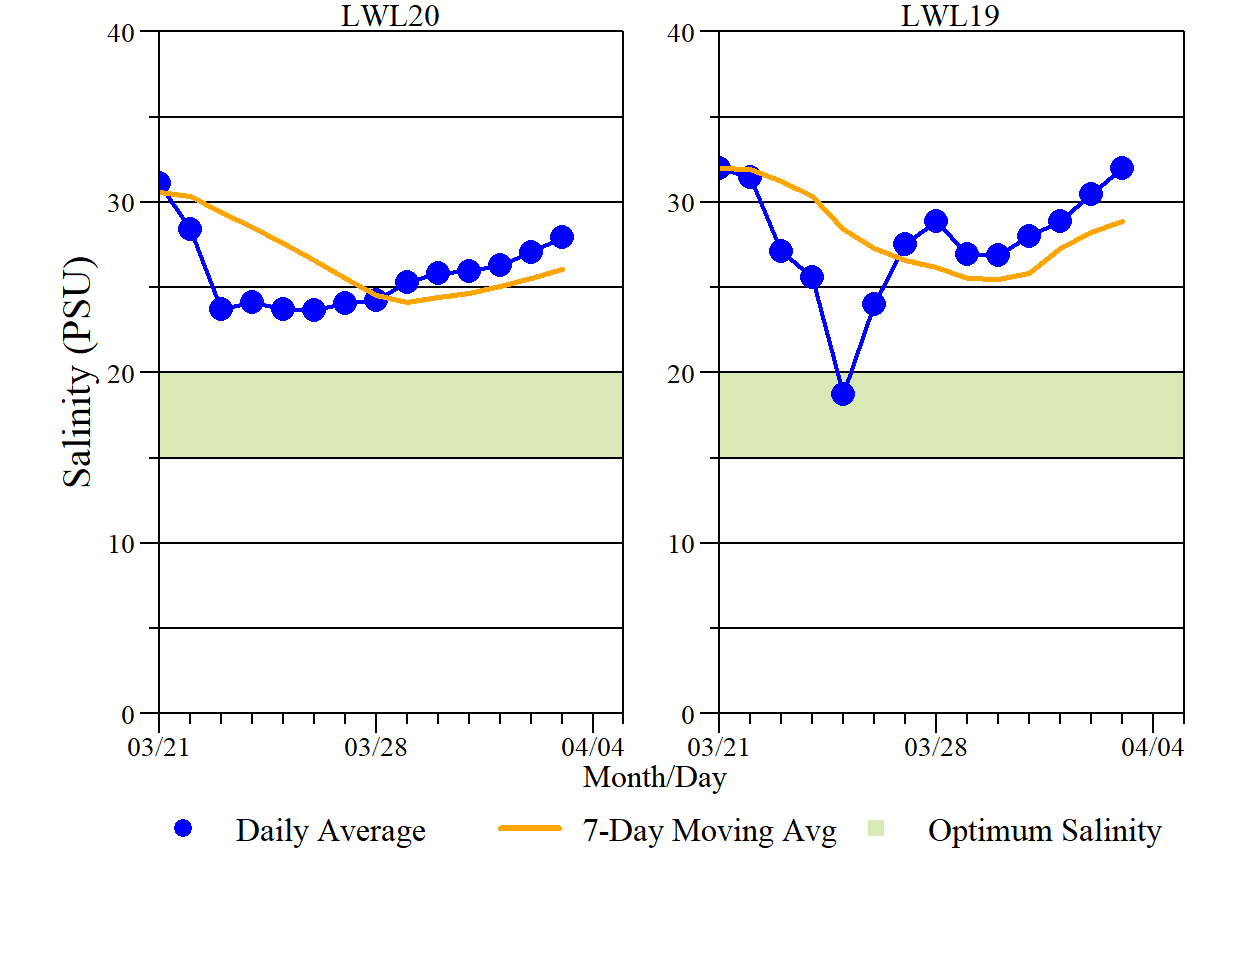 LWL20 LWL19
40 40
30 30
20 20
10 10
0 0
Salinity (PSU)
03/21 03/28 04/04 03/21 03/28 04/04
Month/Day
Daily Average 7-Day Moving Avg Optimum Salinity